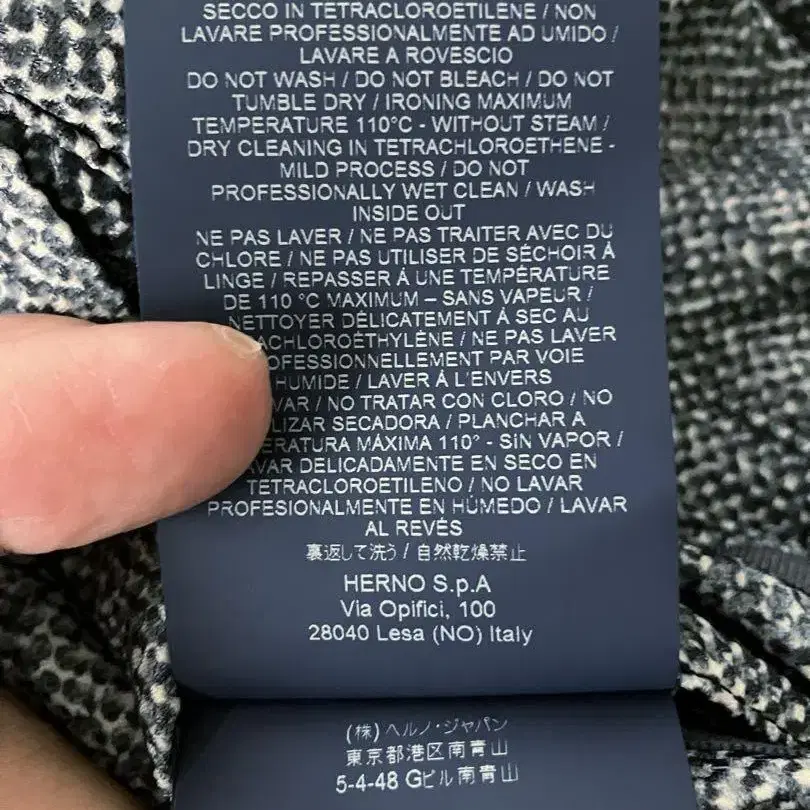 SECCO IN TETRACLOROETILENE / NON
LAVARE PROFESSIONALMENTE AD UMIDO /
LAVARE A ROVESCIO
DO NOT WASH / DO NOT BLEACH / DO NOT
TUMBLE DRY / IRONING MAXIMUM
TEMPERATURE 110°C - WITHOUT STEAM /
DRY CLEANING IN TETRACHLOROETHENE -
MILD PROCESS / DO NOT
PROFESSIONALLY WET CLEAN / WASH
INSIDE OUT
NE PAS LAVER / NE PAS TRAITER AVEC DU
CHLORE / NE PAS UTILISER DE SÉCHOIR À
LINGE / REPASSER À UNE TEMPÉRATURE
DE 110 °C MAXIMUM – SANS VAPEUR /
NETTOYER DÉLICATEMENT À SEC AU
ACHLOROÉTHYLÈNE / NE PAS LAVER
OFESSIONNELLEMENT PAR VOIE
HUMIDE / LAVER À L'ENVERS
VAR / NO TRATAR CON CLORO / NO
LIZAR SECADORA / PLANCHAR A
ERATURA MÁXIMA 110° - SIN VAPOR /
AVAR DELICADAMENTE EN SECO EN
TETRACLOROETILENO / NO LAVAR
PROFESIONALMENTE EN HÚMEDO / LAVAR
AL REVÉS
裏返して洗う / 自然乾燥禁止
HERNO S.p.A
Via Opifici, 100
28040 Lesa (NO) Italy
(株) ヘルノ・ジャパン
東京都港区南青山
5-4-48 Gビル南青山